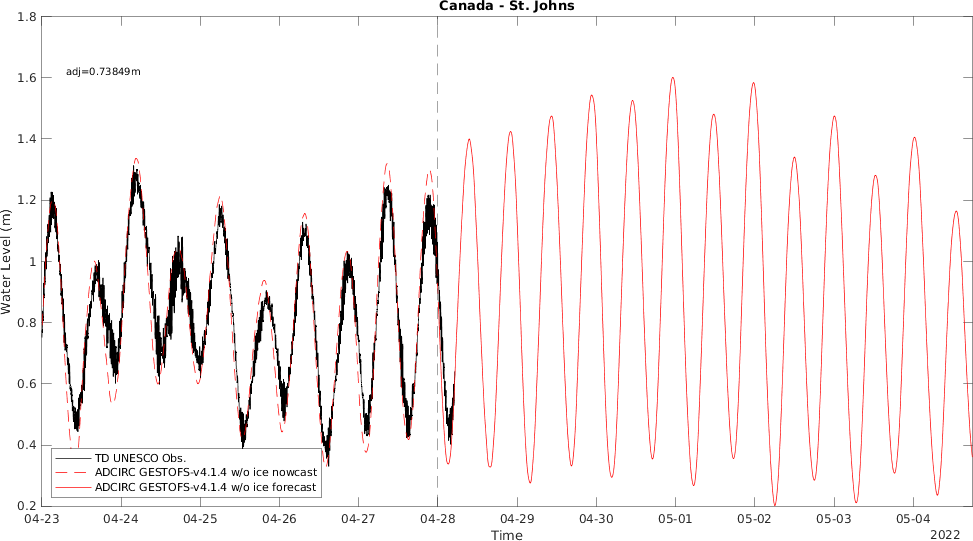 Canada - St. Johns
1.8
1.6
1.4
1.2
1
0.8
0.6
0.4
0.2
Water Level (m)
adj=0.73849m
TD UNESCO Obs.
ADCIRC GESTOFS-v4.1.4 w/o ice nowcast
ADCIRC GESTOFS-v4.1.4 w/o ice forecast
04-23 04-24 04-25 04-26 04-27 04-28 04-29 04-30 05-01 05-02 05-03 05-04
Time
2022